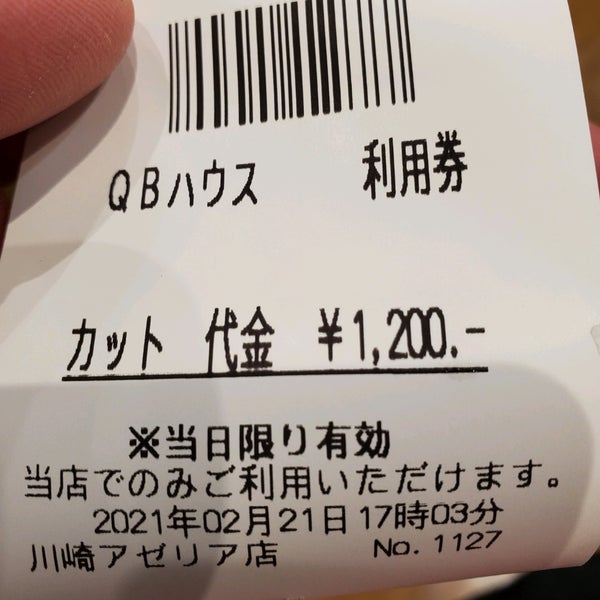 QBハウス 利用券
カット 代金 ¥1,200.-
※当日限り有効
当店でのみご利用いただけます。
2021年02月21日17時03分
川崎アゼリア店 No. 1127